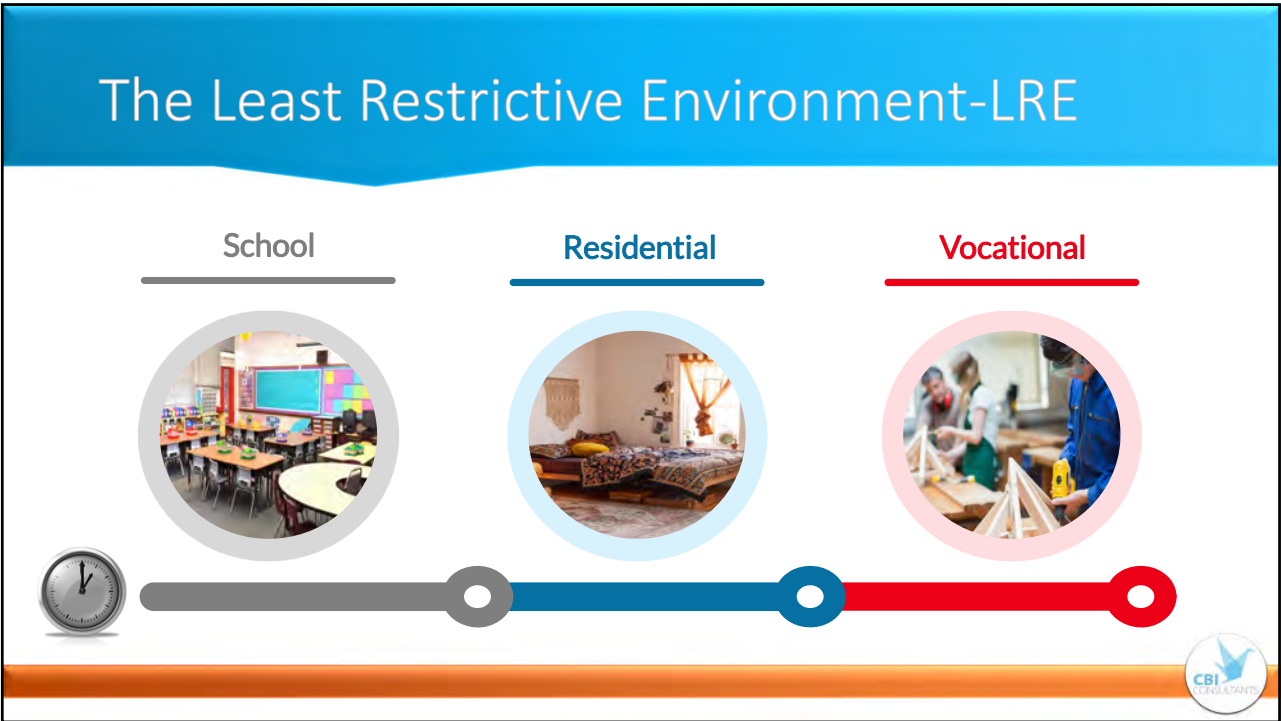 The Least Restrictive Environment-LRE
School
Residential
Vocational
CBI
CONSULTANTS